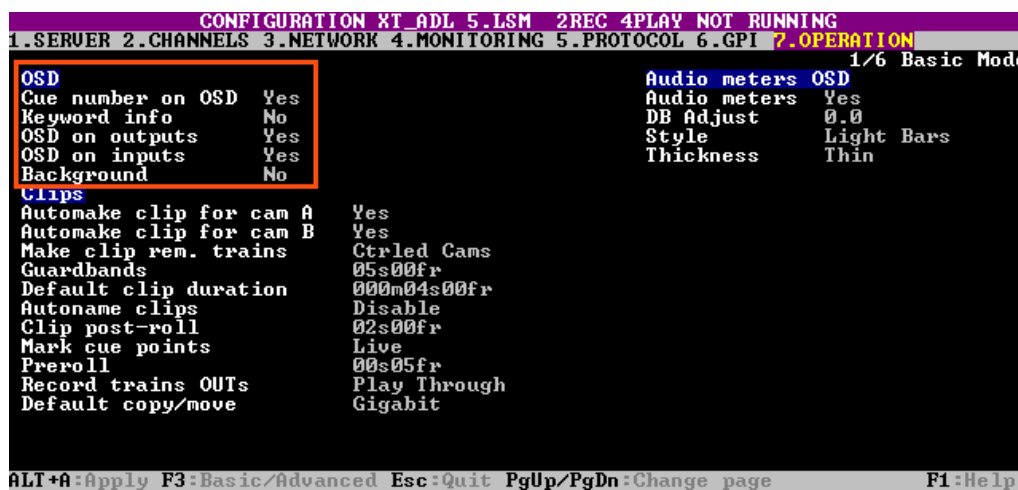 CONFIGURATION XT_ADL 5.LSM 2REC 4PLAY NOT RUNNING
1.SERVER 2.CHANNELS 3.NETWORK 4.MONITORING 5.PROTOCOL 6.GPI 7.OPERATION
1/6 Basic Mode
OSD
Cue number on OSD Yes
Keyword info No
OSD on outputs Yes
OSD on inputs Yes
Background No
Audio meters OSD
Audio meters Yes
DB Adjust 0.0
Style Light Bars
Thickness Thin
Clips
Automake clip for cam A Yes
Automake clip for cam B Yes
Make clip rem. trains Ctrled Cams
Guardbands 05s00fr
Default clip duration 000m04s00fr
Autoname clips Disable
Clip post-roll 02s00fr
Mark cue points Live
Preroll 00s05fr
Record trains OUTs Play Through
Default copy/move Gigabit
ALT+A:Apply F3:Basic/Advanced Esc:Quit PgUp/PgDn:Change page F1:Help